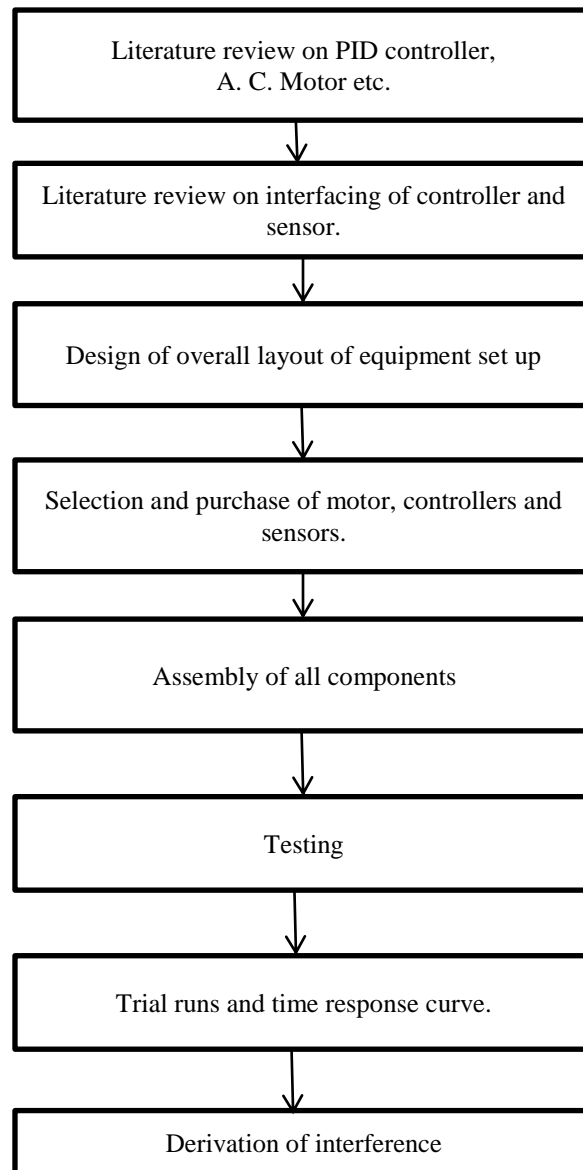 Literature review on PID controller,
A. C. Motor etc.
Literature review on interfacing of controller and
sensor.
Design of overall layout of equipment set up
Selection and purchase of motor, controllers and
sensors.
Assembly of all components
Testing
Trial runs and time response curve.
Derivation of interference